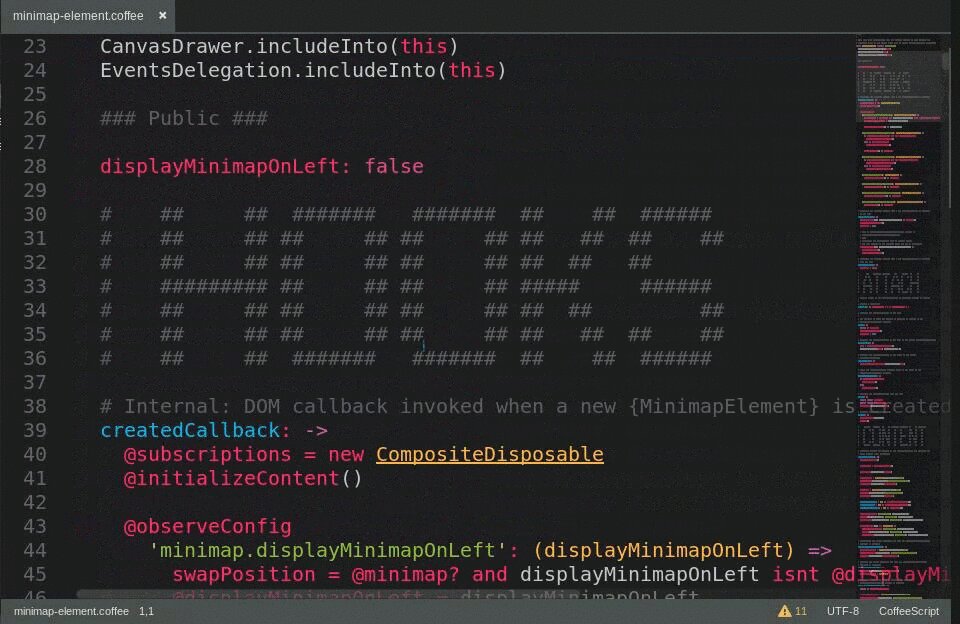 minimap-element.coffee ×
23 CanvasDrawer.includeInto(this)
24 EventsDelegation.includeInto(this)
25
26 ### Public ###
27
28 displayMinimapOnLeft: false
29
30 #    ##     ##  #######   #######  ##    ##  ######
31 #    ##     ## ##     ## ##     ## ##   ##  ##    ##
32 #    ##     ## ##     ## ##     ## ##  ##   ##
33 #    ######### ##     ## ##     ## #####     ######
34 #    ##     ## ##     ## ##     ## ##  ##         ##
35 #    ##     ## ##     ## ##     ## ##   ##  ##    ##
36 #    ##     ##  #######   #######  ##    ##  ######
37
38 # Internal: DOM callback invoked when a new {MinimapElement} is created
39 createdCallback: ->
40 @subscriptions = new CompositeDisposable
41 @initializeContent()
42
43 @observeConfig
44 'minimap.displayMinimapOnLeft': (displayMinimapOnLeft) =>
45 swapPosition = @minimap? and displayMinimapOnLeft isnt @displayMi
46 @displayMinimapOnLeft = displayMinimapOnLeft
ATTACH
CONTENT
minimap-element.coffee 1,1 11 UTF-8 CoffeeScript